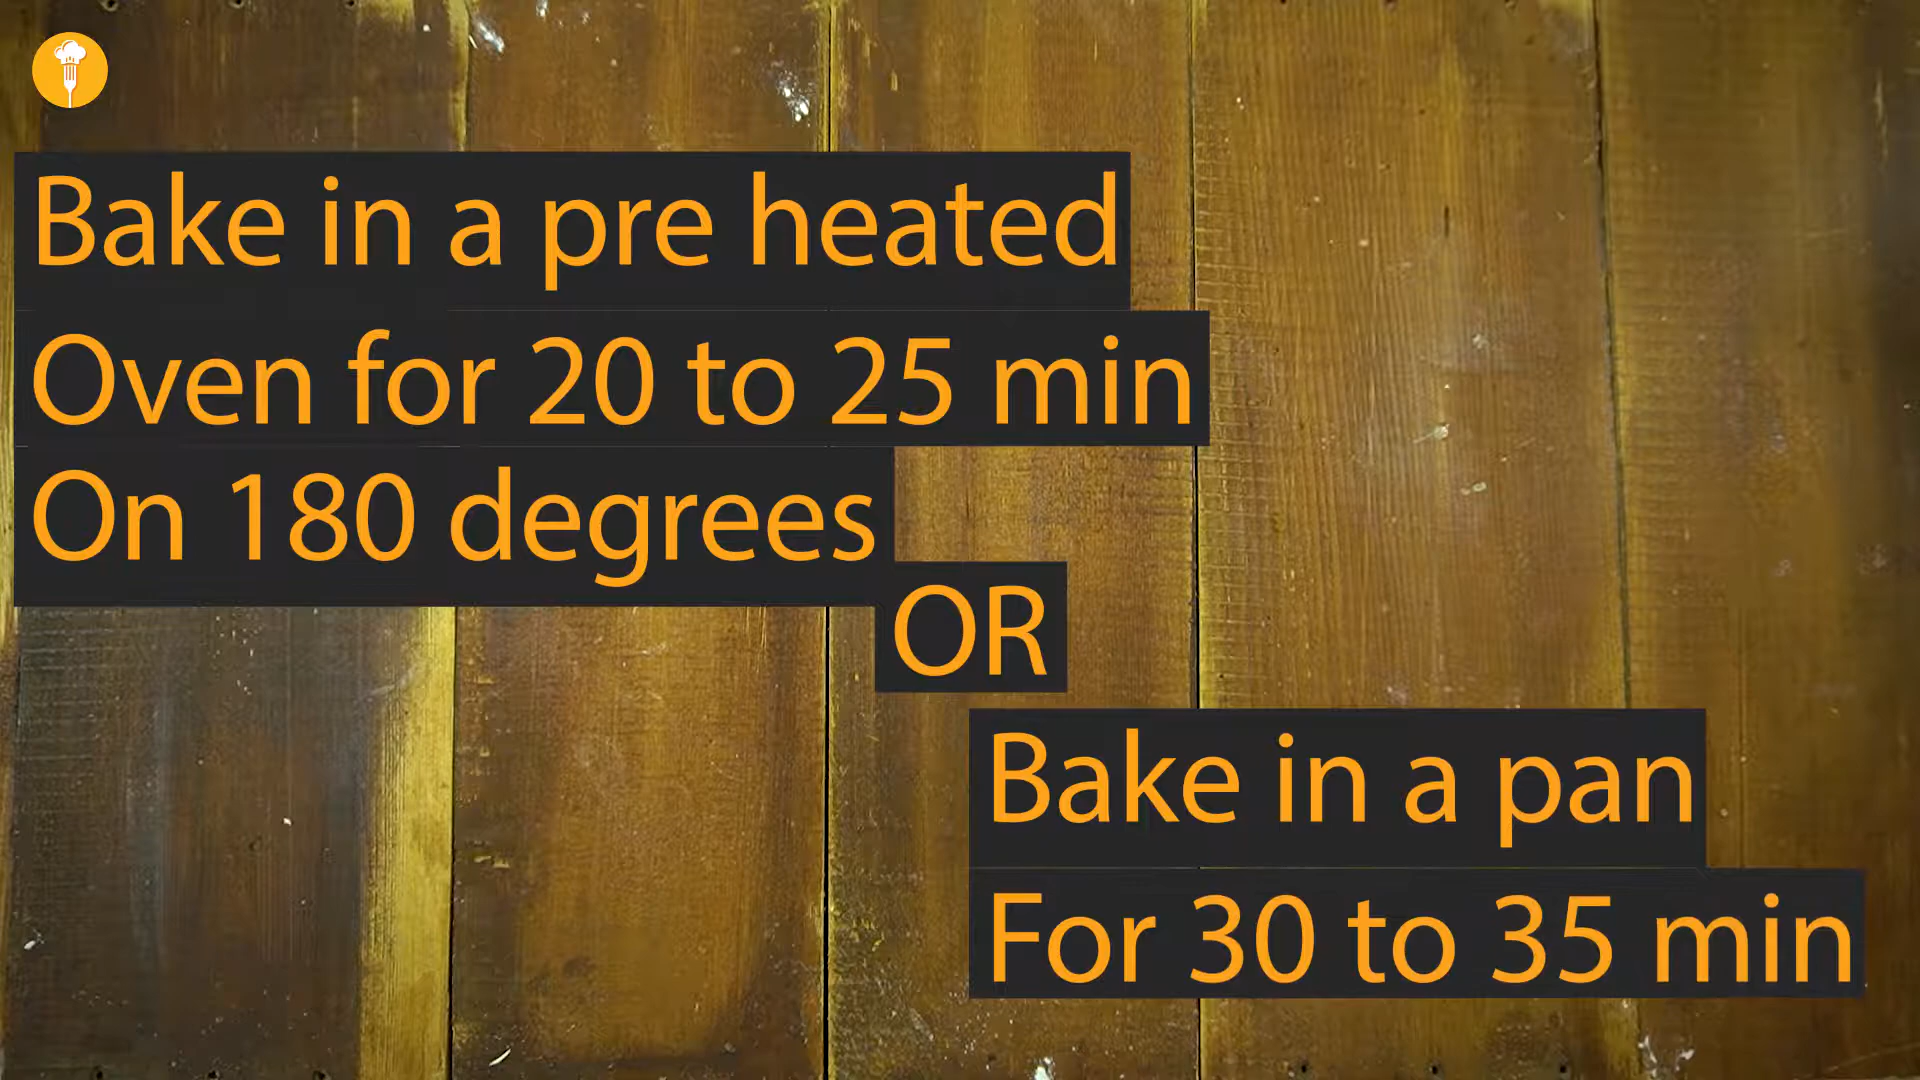 Bake in a pre heated
Oven for 20 to 25 min
On 180 degrees
OR
Bake in a pan
For 30 to 35 min